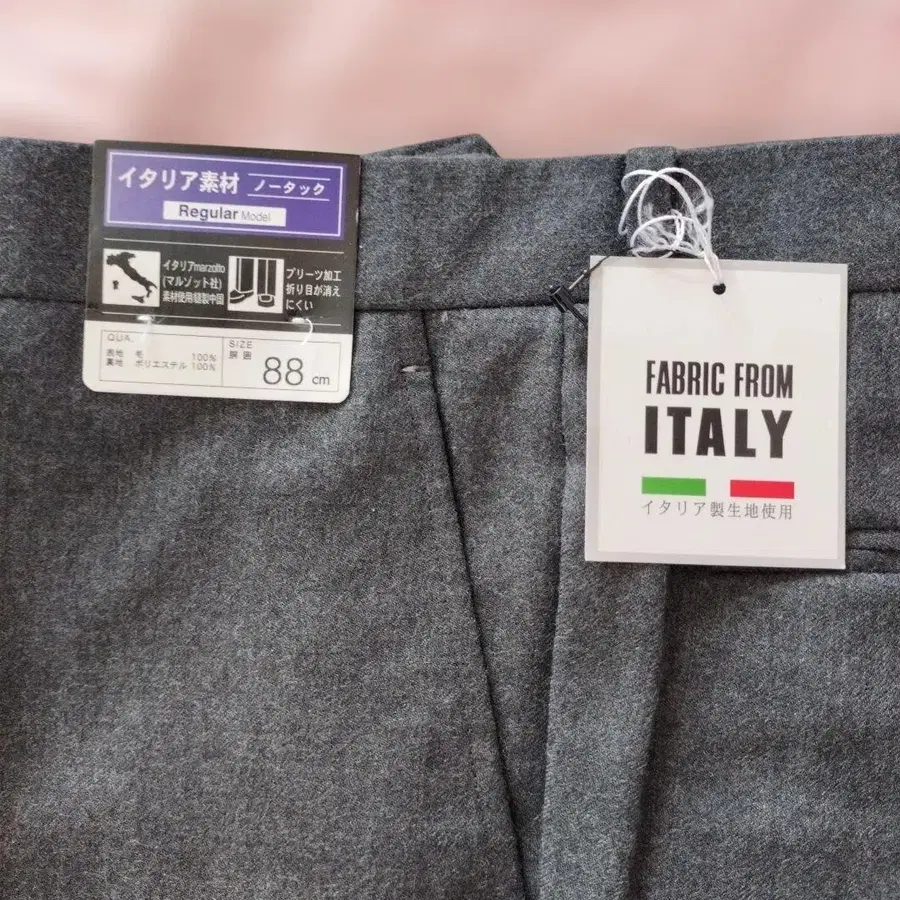 イタリア素材 ノータック
Regular Model
イタリアmarzotto
(マルゾット社)
素材使用縫製中国
プリーツ加工
折り目が消え
にくい
QUA.
表地 毛 100%
裏地 ポリエステル 100%
SIZE
胴囲
88 cm
FABRIC FROM
ITALY
イタリア製生地使用